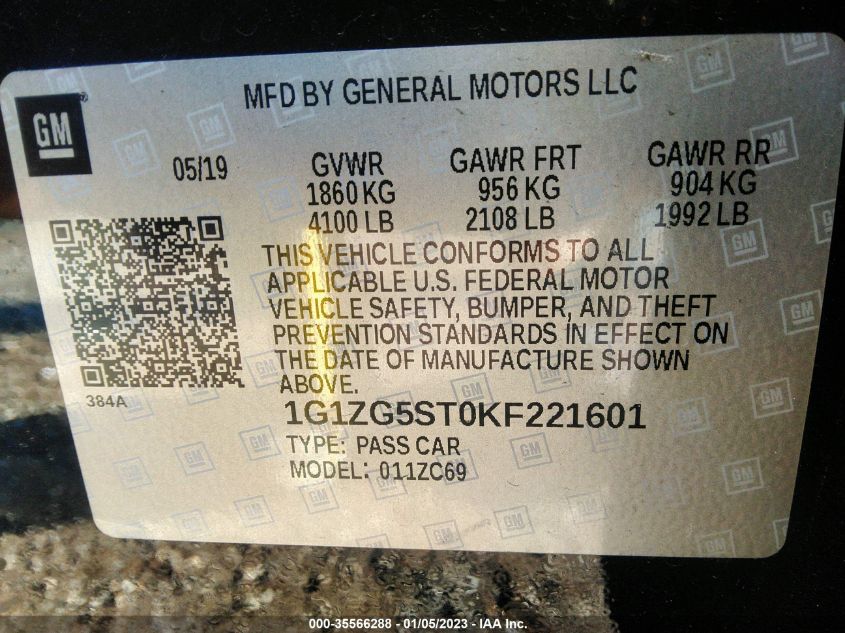 MFD BY GENERAL MOTORS LLC
GM
05/19
GVWR GAWR FRT GAWR RR
1860 KG 956 KG 904 KG
4100 LB 2108 LB 1992 LB
THIS VEHICLE CONFORMS TO ALL
APPLICABLE U.S. FEDERAL MOTOR
VEHICLE SAFETY, BUMPER, AND THEFT
PREVENTION STANDARDS IN EFFECT ON
THE DATE OF MANUFACTURE SHOWN
ABOVE.
384A
1G1ZG5ST0KF221601
TYPE: PASS CAR
MODEL: 011ZC69
000-35566288 - 01/05/2023 - IAA Inc.